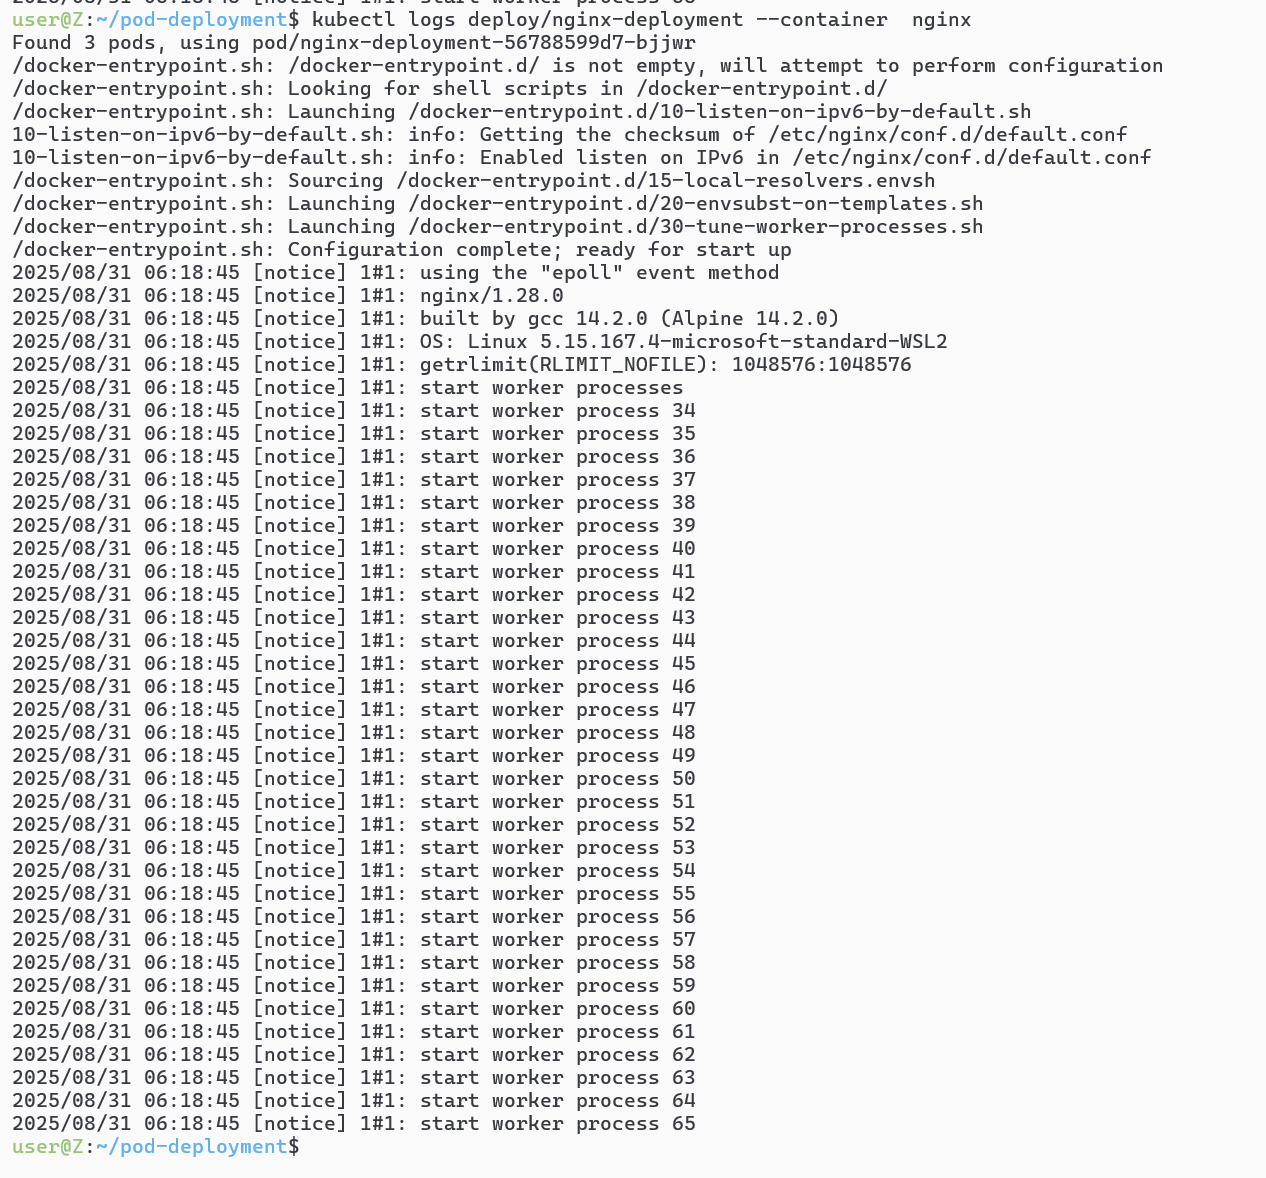 user@Z:~/pod-deployment$ kubectl logs deploy/nginx-deployment --container  nginx
Found 3 pods, using pod/nginx-deployment-56788599d7-bjjwr
/docker-entrypoint.sh: /docker-entrypoint.d/ is not empty, will attempt to perform configuration
/docker-entrypoint.sh: Looking for shell scripts in /docker-entrypoint.d/
/docker-entrypoint.sh: Launching /docker-entrypoint.d/10-listen-on-ipv6-by-default.sh
10-listen-on-ipv6-by-default.sh: info: Getting the checksum of /etc/nginx/conf.d/default.conf
10-listen-on-ipv6-by-default.sh: info: Enabled listen on IPv6 in /etc/nginx/conf.d/default.conf
/docker-entrypoint.sh: Sourcing /docker-entrypoint.d/15-local-resolvers.envsh
/docker-entrypoint.sh: Launching /docker-entrypoint.d/20-envsubst-on-templates.sh
/docker-entrypoint.sh: Launching /docker-entrypoint.d/30-tune-worker-processes.sh
/docker-entrypoint.sh: Configuration complete; ready for start up
2025/08/31 06:18:45 [notice] 1#1: using the "epoll" event method
2025/08/31 06:18:45 [notice] 1#1: nginx/1.28.0
2025/08/31 06:18:45 [notice] 1#1: built by gcc 14.2.0 (Alpine 14.2.0)
2025/08/31 06:18:45 [notice] 1#1: OS: Linux 5.15.167.4-microsoft-standard-WSL2
2025/08/31 06:18:45 [notice] 1#1: getrlimit(RLIMIT_NOFILE): 1048576:1048576
2025/08/31 06:18:45 [notice] 1#1: start worker processes
2025/08/31 06:18:45 [notice] 1#1: start worker process 34
2025/08/31 06:18:45 [notice] 1#1: start worker process 35
2025/08/31 06:18:45 [notice] 1#1: start worker process 36
2025/08/31 06:18:45 [notice] 1#1: start worker process 37
2025/08/31 06:18:45 [notice] 1#1: start worker process 38
2025/08/31 06:18:45 [notice] 1#1: start worker process 39
2025/08/31 06:18:45 [notice] 1#1: start worker process 40
2025/08/31 06:18:45 [notice] 1#1: start worker process 41
2025/08/31 06:18:45 [notice] 1#1: start worker process 42
2025/08/31 06:18:45 [notice] 1#1: start worker process 43
2025/08/31 06:18:45 [notice] 1#1: start worker process 44
2025/08/31 06:18:45 [notice] 1#1: start worker process 45
2025/08/31 06:18:45 [notice] 1#1: start worker process 46
2025/08/31 06:18:45 [notice] 1#1: start worker process 47
2025/08/31 06:18:45 [notice] 1#1: start worker process 48
2025/08/31 06:18:45 [notice] 1#1: start worker process 49
2025/08/31 06:18:45 [notice] 1#1: start worker process 50
2025/08/31 06:18:45 [notice] 1#1: start worker process 51
2025/08/31 06:18:45 [notice] 1#1: start worker process 52
2025/08/31 06:18:45 [notice] 1#1: start worker process 53
2025/08/31 06:18:45 [notice] 1#1: start worker process 54
2025/08/31 06:18:45 [notice] 1#1: start worker process 55
2025/08/31 06:18:45 [notice] 1#1: start worker process 56
2025/08/31 06:18:45 [notice] 1#1: start worker process 57
2025/08/31 06:18:45 [notice] 1#1: start worker process 58
2025/08/31 06:18:45 [notice] 1#1: start worker process 59
2025/08/31 06:18:45 [notice] 1#1: start worker process 60
2025/08/31 06:18:45 [notice] 1#1: start worker process 61
2025/08/31 06:18:45 [notice] 1#1: start worker process 62
2025/08/31 06:18:45 [notice] 1#1: start worker process 63
2025/08/31 06:18:45 [notice] 1#1: start worker process 64
2025/08/31 06:18:45 [notice] 1#1: start worker process 65
user@Z:~/pod-deployment$